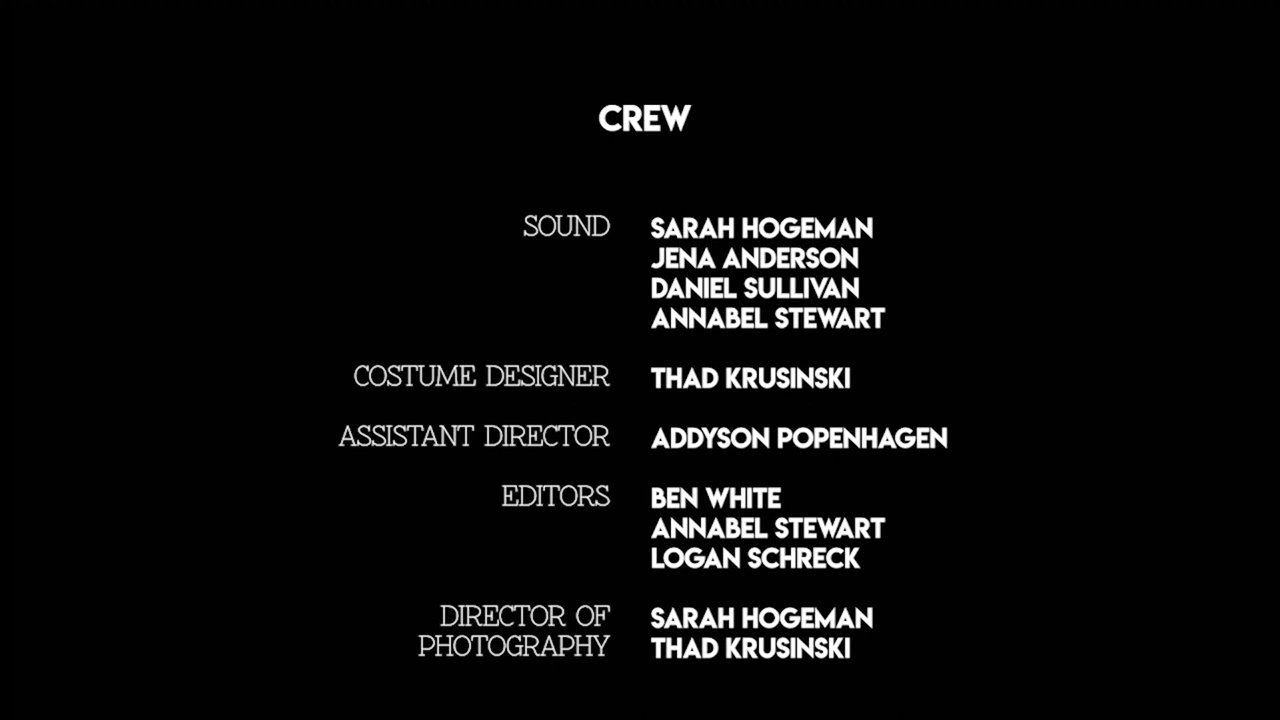 CREW
SOUND SARAH HOGEMAN
JENA ANDERSON
DANIEL SULLIVAN
ANNABEL STEWART
COSTUME DESIGNER THAD KRUSINSKI
ASSISTANT DIRECTOR ADDYSON POPENHAGEN
EDITORS BEN WHITE
ANNABEL STEWART
LOGAN SCHRECK
DIRECTOR OF SARAH HOGEMAN
PHOTOGRAPHY THAD KRUSINSKI